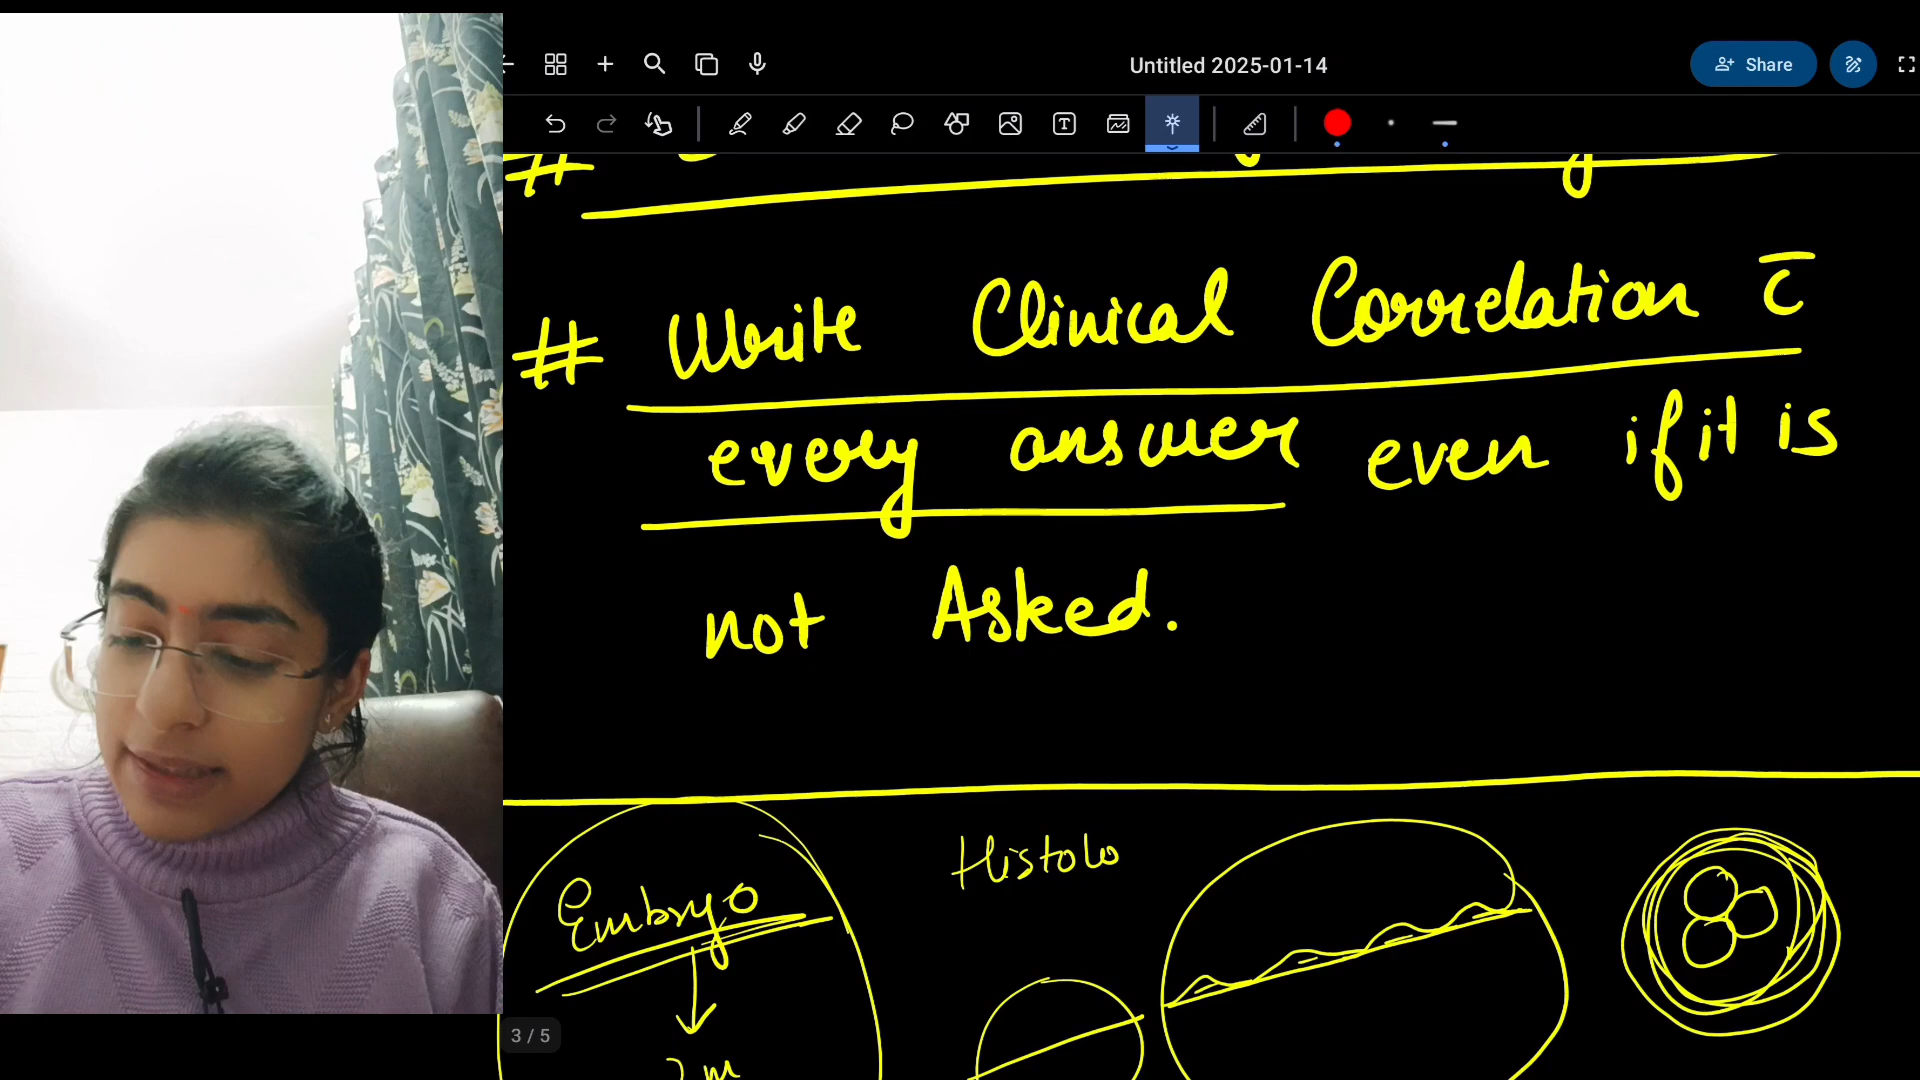 Untitled 2025-01-14
Share
#
# Write Clinical Correlation c̅
every answer even if it is
not Asked.
Histolo
Embryo
3 / 5